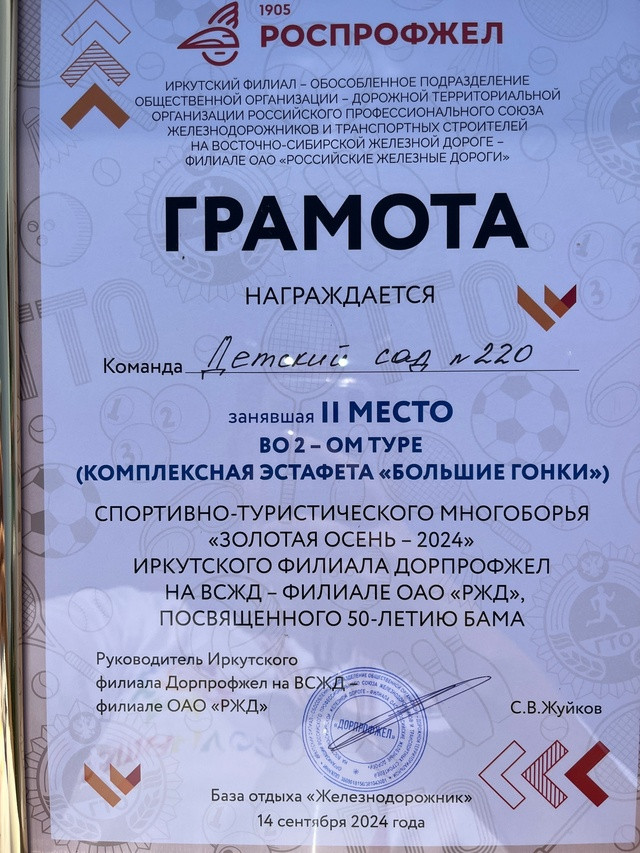 1905
РОСПРОФЖЕЛ
ИРКУТСКИЙ ФИЛИАЛ – ОБОСОБЛЕННОЕ ПОДРАЗДЕЛЕНИЕ
ОБЩЕСТВЕННОЙ ОРГАНИЗАЦИИ – ДОРОЖНОЙ ТЕРРИТОРИАЛЬНОЙ
ОРГАНИЗАЦИИ РОССИЙСКОГО ПРОФЕССИОНАЛЬНОГО СОЮЗА
ЖЕЛЕЗНОДОРОЖНИКОВ И ТРАНСПОРТНЫХ СТРОИТЕЛЕЙ
НА ВОСТОЧНО-СИБИРСКОЙ ЖЕЛЕЗНОЙ ДОРОГЕ –
ФИЛИАЛЕ ОАО «РОССИЙСКИЕ ЖЕЛЕЗНЫЕ ДОРОГИ»
ГРАМОТА
НАГРАЖДАЕТСЯ
Команда Детский сад №220
занявшая II МЕСТО
ВО 2 – ОМ ТУРЕ
(КОМПЛЕКСНАЯ ЭСТАФЕТА «БОЛЬШИЕ ГОНКИ»)
СПОРТИВНО-ТУРИСТИЧЕСКОГО МНОГОБОРЬЯ
«ЗОЛОТАЯ ОСЕНЬ – 2024»
ИРКУТСКОГО ФИЛИАЛА ДОРПРОФЖЕЛ
НА ВСЖД – ФИЛИАЛЕ ОАО «РЖД»,
ПОСВЯЩЕННОГО 50-ЛЕТИЮ БАМА
Руководитель Иркутского
филиала Дорпрофжел на ВСЖД –
филиале ОАО «РЖД»
С.В.Жуйков
"ДОРПРОФЖЕЛ"
База отдыха «Железнодорожник»
14 сентября 2024 года